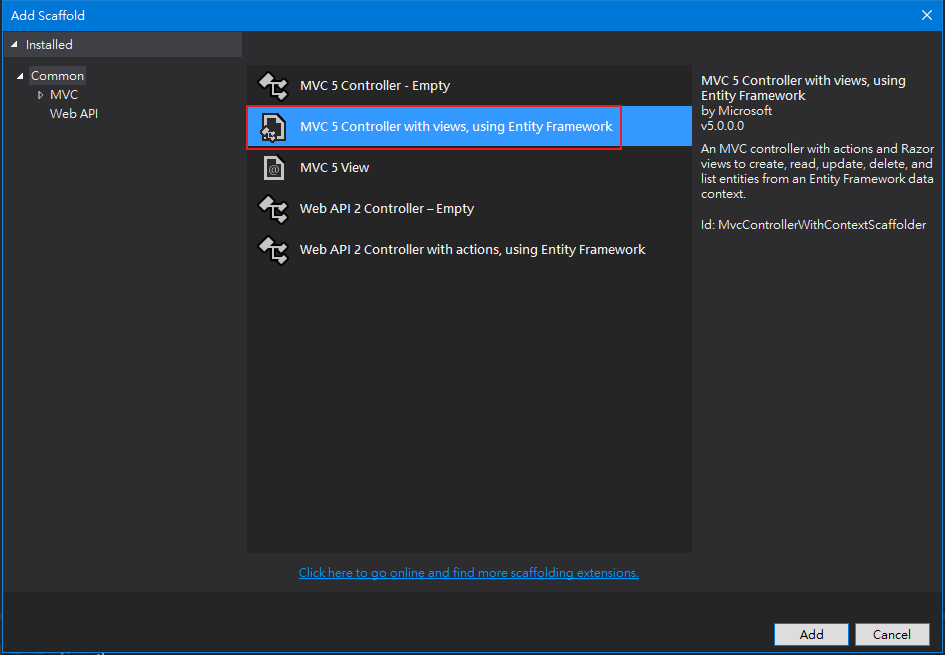 Add Scaffold
Installed
Common
MVC
Web API
MVC 5 Controller - Empty
MVC 5 Controller with views, using Entity Framework
MVC 5 View
Web API 2 Controller – Empty
Web API 2 Controller with actions, using Entity Framework
MVC 5 Controller with views, using
Entity Framework
by Microsoft
v5.0.0.0
An MVC controller with actions and Razor
views to create, read, update, delete, and
list entities from an Entity Framework data
context.
Id: MvcControllerWithContextScaffolder
Click here to go online and find more scaffolding extensions.
Add
Cancel